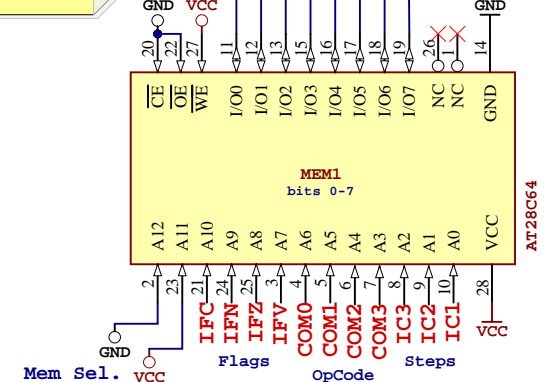 GND VCC GND
20 22 27 11 12 13 15 16 17 18 19 26 1 14
CE OE WE I/O0 I/O1 I/O2 I/O3 I/O4 I/O5 I/O6 I/O7 NC NC GND
MEM1
bits 0-7
AT28C64
A12 A11 A10 A9 A8 A7 A6 A5 A4 A3 A2 A1 A0 VCC
2 23 21 24 25 3 4 5 6 7 8 9 10 28
IFC IFN IFZ IFV COM0 COM1 COM2 COM3 IC3 IC2 IC1
GND VCC
Flags Steps
Mem Sel. VCC OpCode